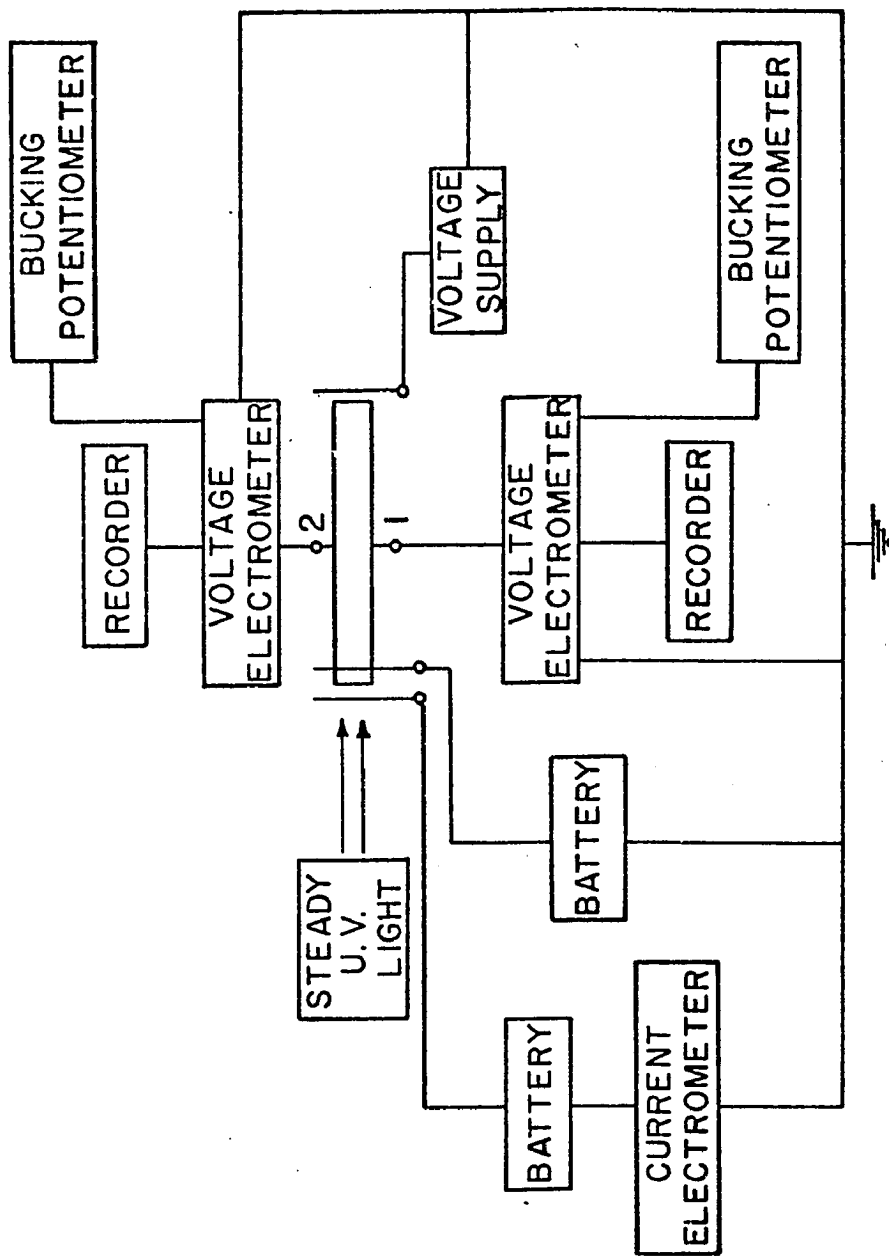 BUCKING
POTENTIOMETER
RECORDER
VOLTAGE
ELECTROMETER
STEADY
U.V.
LIGHT
2
1
VOLTAGE
SUPPLY
BATTERY
VOLTAGE
ELECTROMETER
BATTERY
CURRENT
ELECTROMETER
RECORDER
BUCKING
POTENTIOMETER